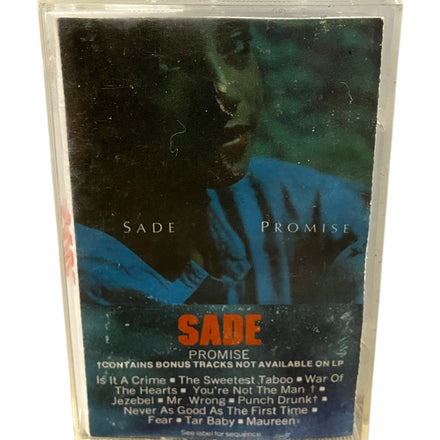 SADE PROMISE
SADE
PROMISE
†CONTAINS BONUS TRACKS NOT AVAILABLE ON LP
Is It A Crime ▪ The Sweetest Taboo ▪ War Of
The Hearts ▪ You're Not The Man †
Jezebel ▪ Mr Wrong ▪ Punch Drunk† ▪
Never As Good As The First Time ▪
Fear ▪ Tar Baby ▪ Maureen
See label for sequence